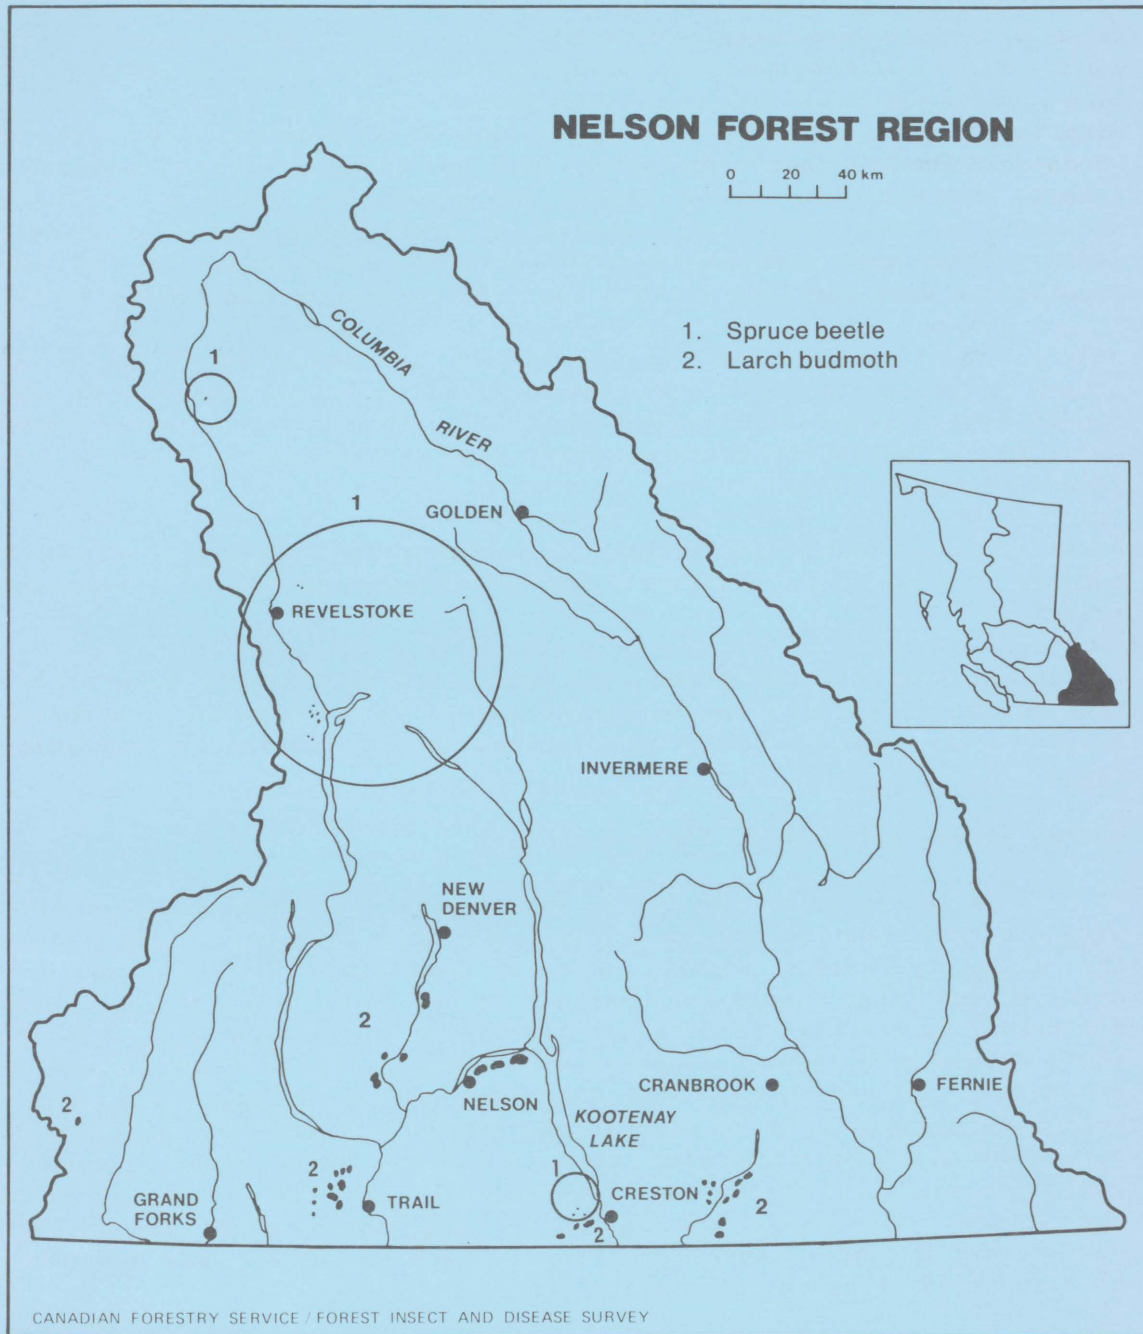 NELSON FOREST REGION
0 20 40 km
1. Spruce beetle
2. Larch budmoth
COLUMBIA
RIVER
1
1
GOLDEN
REVELSTOKE
INVERMERE
NEW
DENVER
2
NELSON
CRANBROOK
FERNIE
2
KOOTENAY
LAKE
2
TRAIL
1
CRESTON
2
2
GRAND
FORKS
CANADIAN FORESTRY SERVICE / FOREST INSECT AND DISEASE SURVEY